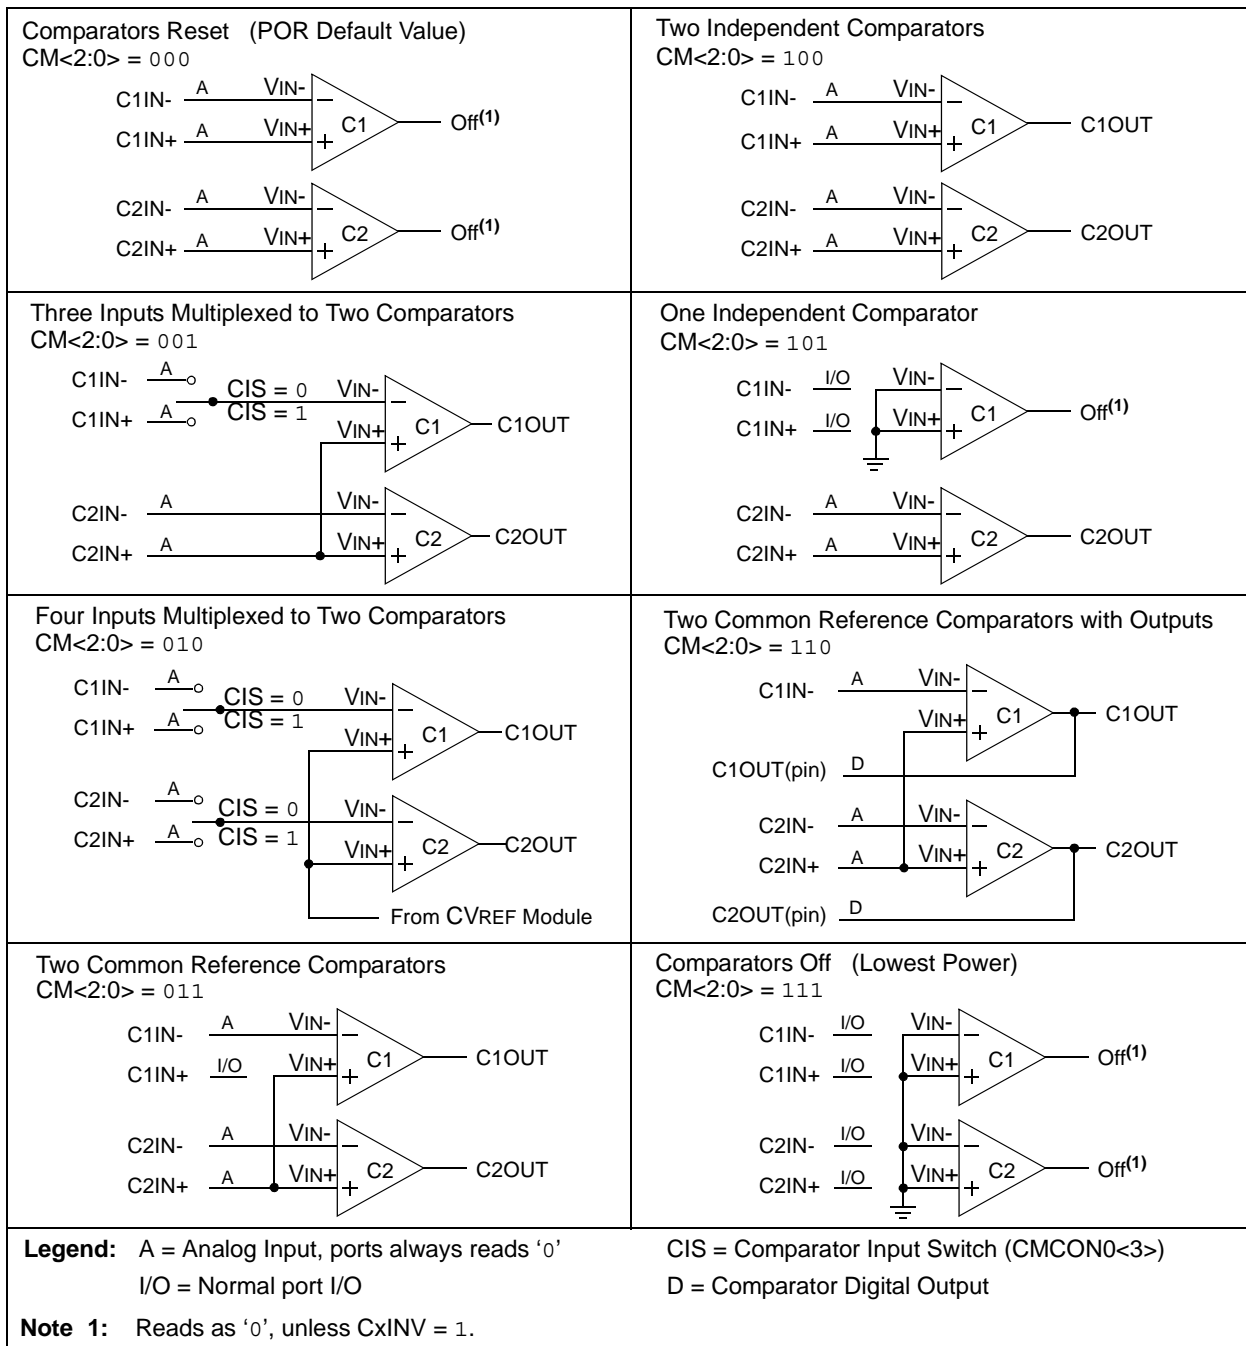 Comparators Reset (POR Default Value)
CM<2:0> = 000
C1IN- A VIN-
C1IN+ A VIN+ C1 Off(1)
C2IN- A VIN-
C2IN+ A VIN+ C2 Off(1)
Two Independent Comparators
CM<2:0> = 100
C1IN- A VIN-
C1IN+ A VIN+ C1 C1OUT
C2IN- A VIN-
C2IN+ A VIN+ C2 C2OUT
Three Inputs Multiplexed to Two Comparators
CM<2:0> = 001
C1IN- A CIS = 0 VIN-
C1IN+ A CIS = 1
VIN+ C1 C1OUT
C2IN- A VIN-
C2IN+ A VIN+ C2 C2OUT
One Independent Comparator
CM<2:0> = 101
C1IN- I/O VIN-
C1IN+ I/O VIN+ C1 Off(1)
C2IN- A VIN-
C2IN+ A VIN+ C2 C2OUT
Four Inputs Multiplexed to Two Comparators
CM<2:0> = 010
C1IN- A CIS = 0 VIN-
C1IN+ A CIS = 1
VIN+ C1 C1OUT
C2IN- A CIS = 0 VIN-
C2IN+ A CIS = 1
VIN+ C2 C2OUT
From CVREF Module
Two Common Reference Comparators with Outputs
CM<2:0> = 110
C1IN- A VIN-
VIN+ C1 C1OUT
C1OUT(pin) D
C2IN- A VIN-
C2IN+ A VIN+ C2 C2OUT
C2OUT(pin) D
Two Common Reference Comparators
CM<2:0> = 011
C1IN- A VIN-
C1IN+ I/O VIN+ C1 C1OUT
C2IN- A VIN-
C2IN+ A VIN+ C2 C2OUT
Comparators Off (Lowest Power)
CM<2:0> = 111
C1IN- I/O VIN-
C1IN+ I/O VIN+ C1 Off(1)
C2IN- I/O VIN-
C2IN+ I/O VIN+ C2 Off(1)
Legend: A = Analog Input, ports always reads ‘0’ CIS = Comparator Input Switch (CMCON0<3>)
I/O = Normal port I/O D = Comparator Digital Output
Note 1: Reads as ‘0’, unless CxINV = 1.